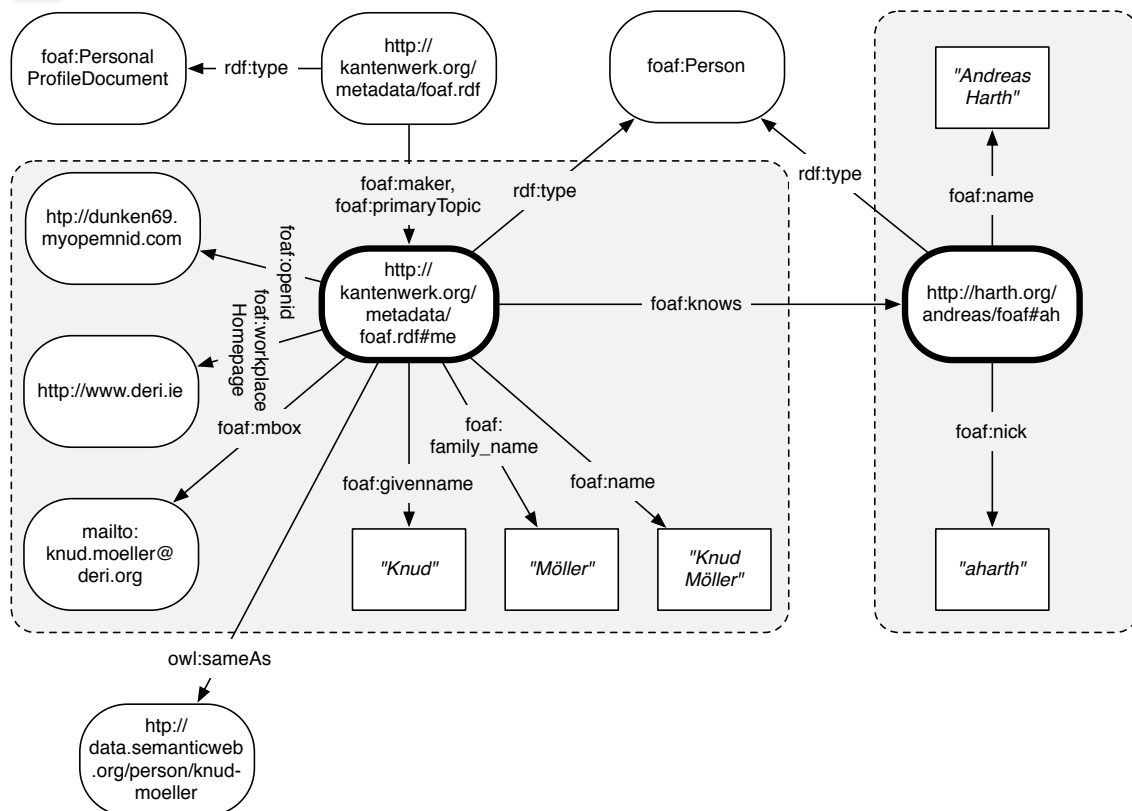 foaf:Personal
ProfileDocument
rdf:type
http://
kantenwerk.org/
metadata/foaf.rdf
foaf:Person
"Andreas
Harth"
foaf:maker,
foaf:primaryTopic
rdf:type
rdf:type
foaf:name
htp://dunken69.
myopemnid.com
foaf:openid
http://
kantenwerk.org/
metadata/
foaf.rdf#me
foaf:knows
http://harth.org/
andreas/foaf#ah
foaf:workplace
Homepage
http://www.deri.ie
foaf:mbox
foaf:
family_name
foaf:nick
foaf:givenname
foaf:name
mailto:
knud.moeller@
deri.org
"Knud"
"Möller"
"Knud
Möller"
"aharth"
owl:sameAs
htp://
data.semanticweb
.org/person/knud-
moeller